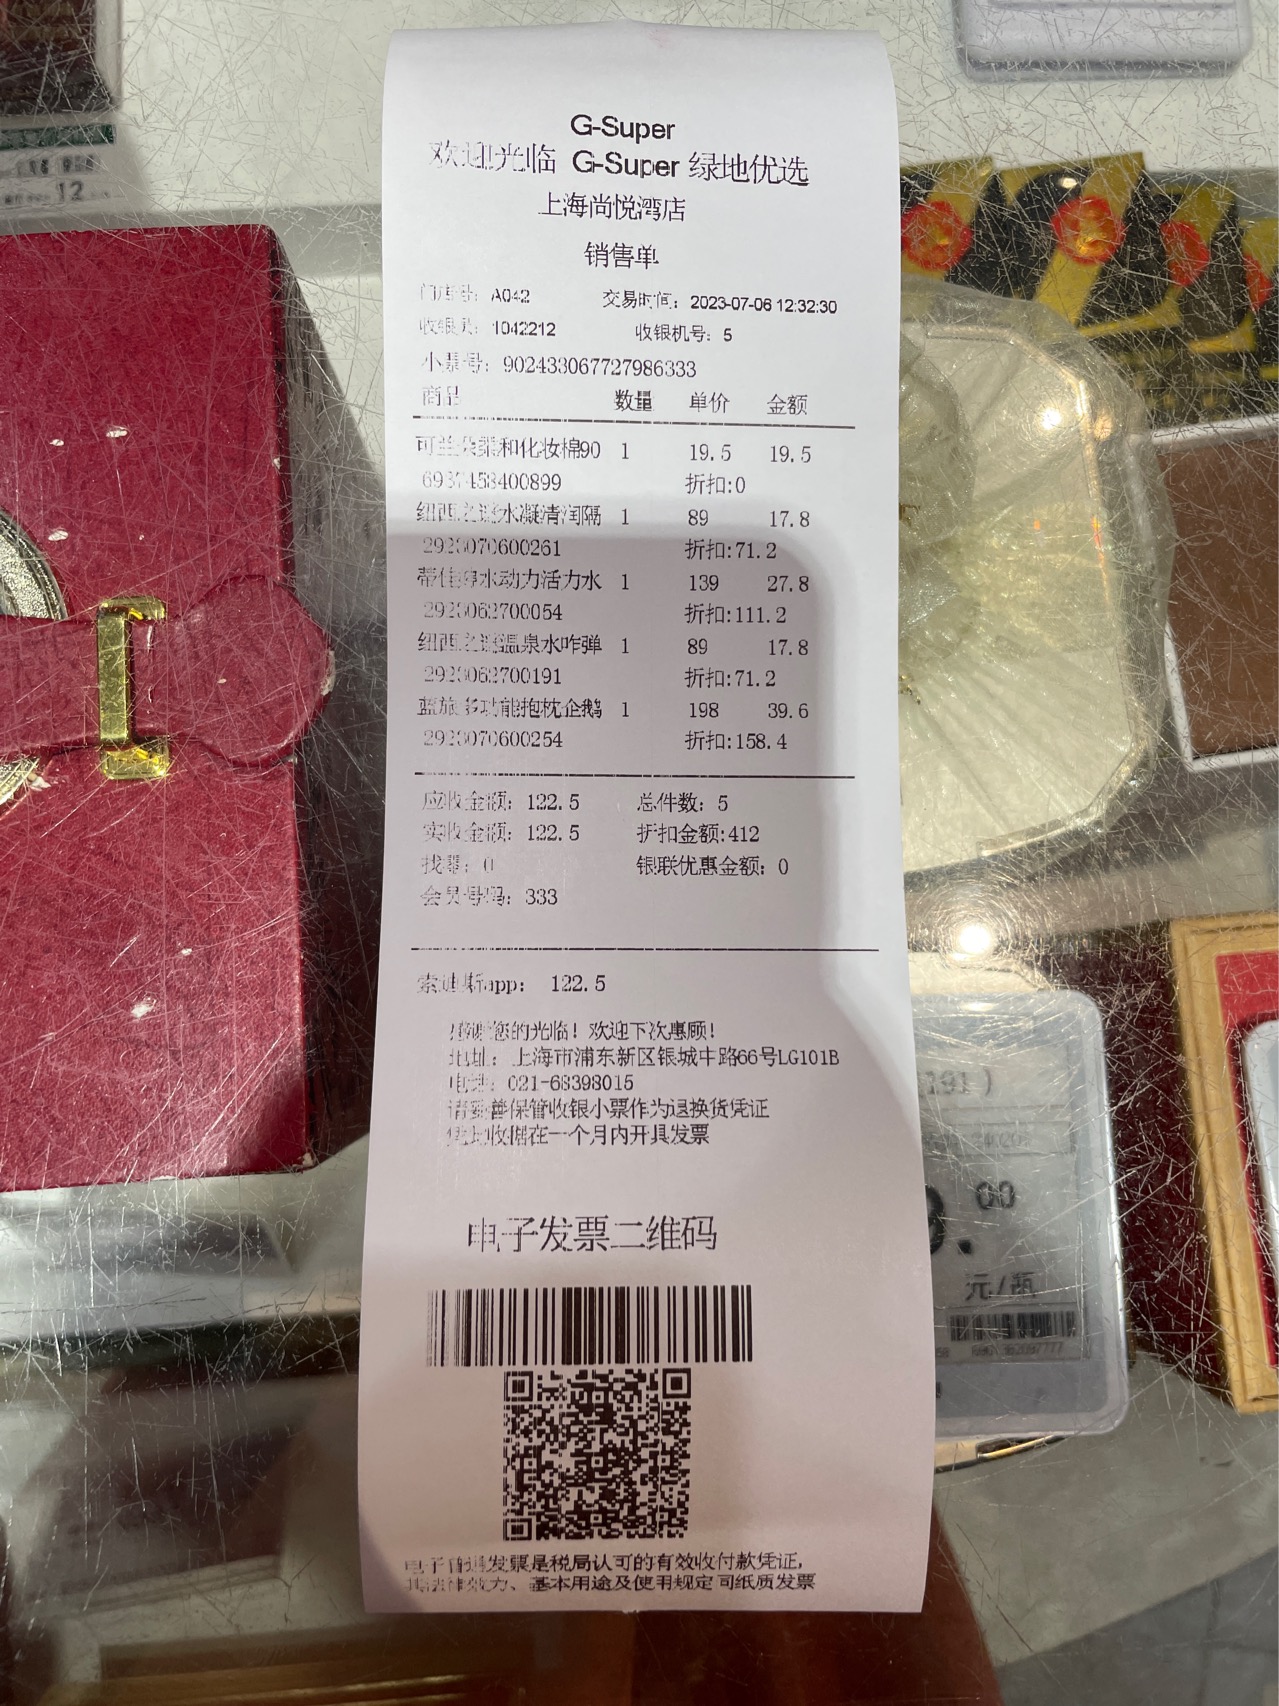 G-Super
欢迎光临 G-Super 绿地优选
上海尚悦湾店
销售单
门店号: A042 交易时间: 2023-07-06 12:32:30
收银员: 1042212 收银机号: 5
小票号: 902433067727986333
商品 数量 单价 金额
可兰朵柔和化妆棉90 1 19.5 19.5
6937458400899 折扣:0
纽西之谜水凝清润隔 1 89 17.8
2923070600261 折扣:71.2
蒂佳婷水动力活力水 1 139 27.8
2923062700054 折扣:111.2
纽西之谜温泉水咋弹 1 89 17.8
2923062700191 折扣:71.2
蓝旅多功能抱枕企鹅 1 198 39.6
2923070600254 折扣:158.4
应收金额: 122.5 总件数: 5
实收金额: 122.5 折扣金额:412
找零: 0 银联优惠金额: 0
会员号码: 333
索迪斯app: 122.5
感谢您的光临! 欢迎下次惠顾!
地址: 上海市浦东新区银城中路66号LG101B
电话: 021-68398015
请妥善保管收银小票作为退换货凭证
凭此收据在一个月内开具发票
电子发票二维码
电子普通发票是税局认可的有效收付款凭证,
其法律效力、基本用途及使用规定同纸质发票
12
191)
00
元/两